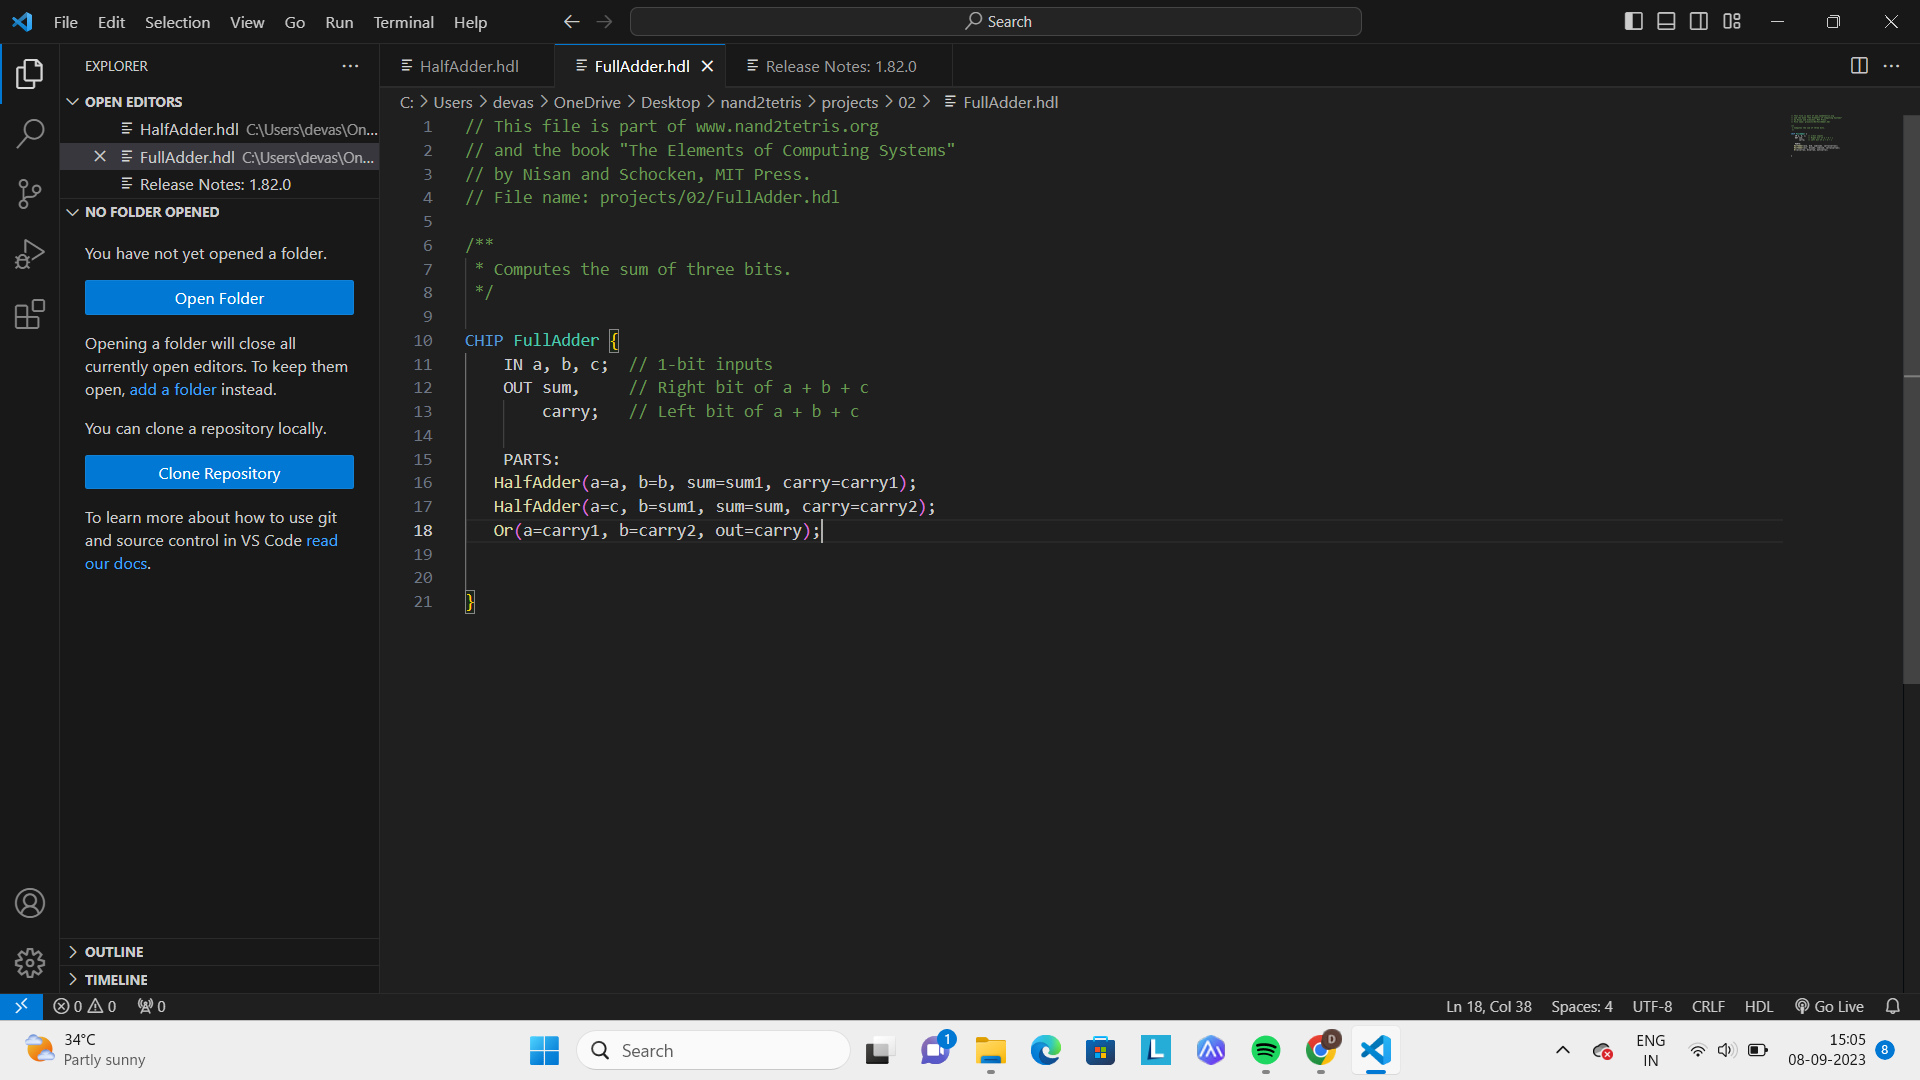 File Edit Selection View Go Run Terminal Help
Search
EXPLORER
OPEN EDITORS
HalfAdder.hdl C:\Users\devas\On...
FullAdder.hdl C:\Users\devas\On...
Release Notes: 1.82.0
NO FOLDER OPENED
You have not yet opened a folder.
Open Folder
Opening a folder will close all
currently open editors. To keep them
open, add a folder instead.
You can clone a repository locally.
Clone Repository
To learn more about how to use git
and source control in VS Code read
our docs.
OUTLINE
TIMELINE
HalfAdder.hdl FullAdder.hdl Release Notes: 1.82.0
C: > Users > devas > OneDrive > Desktop > nand2tetris > projects > 02 > FullAdder.hdl
1 // This file is part of www.nand2tetris.org
2 // and the book "The Elements of Computing Systems"
3 // by Nisan and Schocken, MIT Press.
4 // File name: projects/02/FullAdder.hdl
5
6 /**
7 * Computes the sum of three bits.
8 */
9
10 CHIP FullAdder {
11 IN a, b, c; // 1-bit inputs
12 OUT sum, // Right bit of a + b + c
13 carry; // Left bit of a + b + c
14
15 PARTS:
16 HalfAdder(a=a, b=b, sum=sum1, carry=carry1);
17 HalfAdder(a=c, b=sum1, sum=sum, carry=carry2);
18 Or(a=carry1, b=carry2, out=carry);
19
20
21 }
0 0 0 Ln 18, Col 38 Spaces: 4 UTF-8 CRLF HDL Go Live
34°C
Partly sunny
Search
1
L
D
ENG
IN
15:05
08-09-2023
8